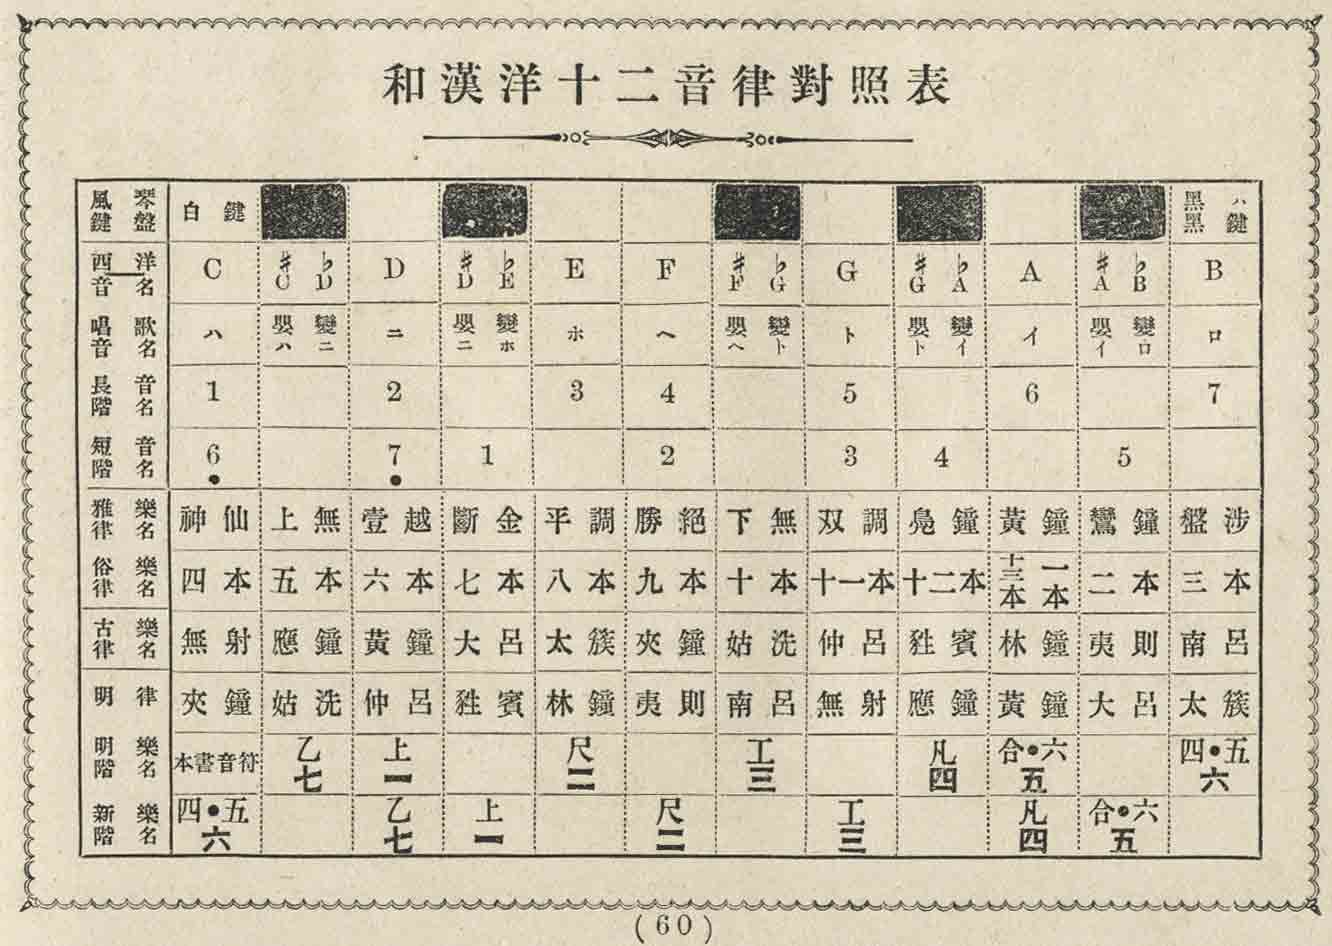 和漢洋十二音律對照表
風琴鍵盤 白鍵 黑ハ黑鍵
西洋音名 C ♯C ♭D D ♯D ♭E E F ♯F ♭G G ♯G ♭A A ♯A ♭B B
唱歌音名 ハ 嬰ハ 變ニ ニ 嬰ニ 變ホ ホ ヘ 嬰ヘ 變ト ト 嬰ト 變イ イ 嬰イ 變ロ ロ
長音階名 1 2 3 4 5 6 7
短音階名 6• 7• 1 2 3 4 5
雅樂律名 神仙 上無 壹越 斷金 平調 勝絕 下無 双調 鳧鐘 黃鐘 鸞鐘 盤涉
俗樂律名 四本 五本 六本 七本 八本 九本 十本 十一本 十二本 十三本 一本 二本 三本
古樂律名 無射 應鐘 黃鐘 大呂 太簇 夾鐘 姑洗 仲呂 甤賓 林鐘 夷則 南呂
明律 夾鐘 姑洗 仲呂 甤賓 林鐘 夷則 南呂 無射 應鐘 黃鐘 大呂 太簇
明樂階名 本書音符 乙七 上一 尺二 工三 凡四 合•六五 四•五六
新樂階名 四•五六 乙七 上一 尺二 工三 凡四 合•六五
(60)